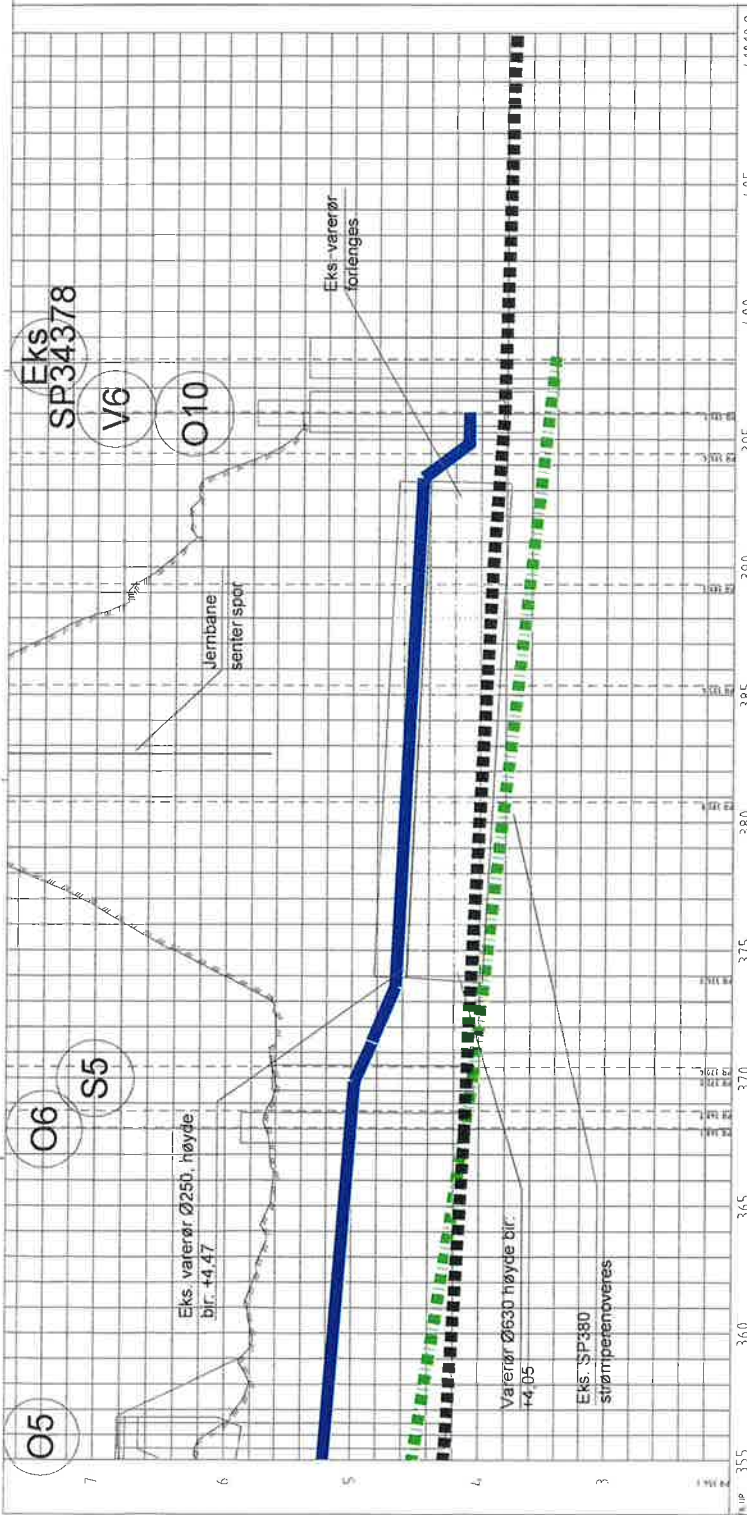 O5
O6
S5
Eks
SP34378
V6
O10
Eks. varerør Ø250, høyde
bir: +4,47
Jernbane
senter spor
Eks. varerør
forlenges
Varerør Ø630 høyde bir:
+4,05
Eks. SP380
strømperenoveres
7
6
5
4
3
355
360
365
370
375
380
385
390
395